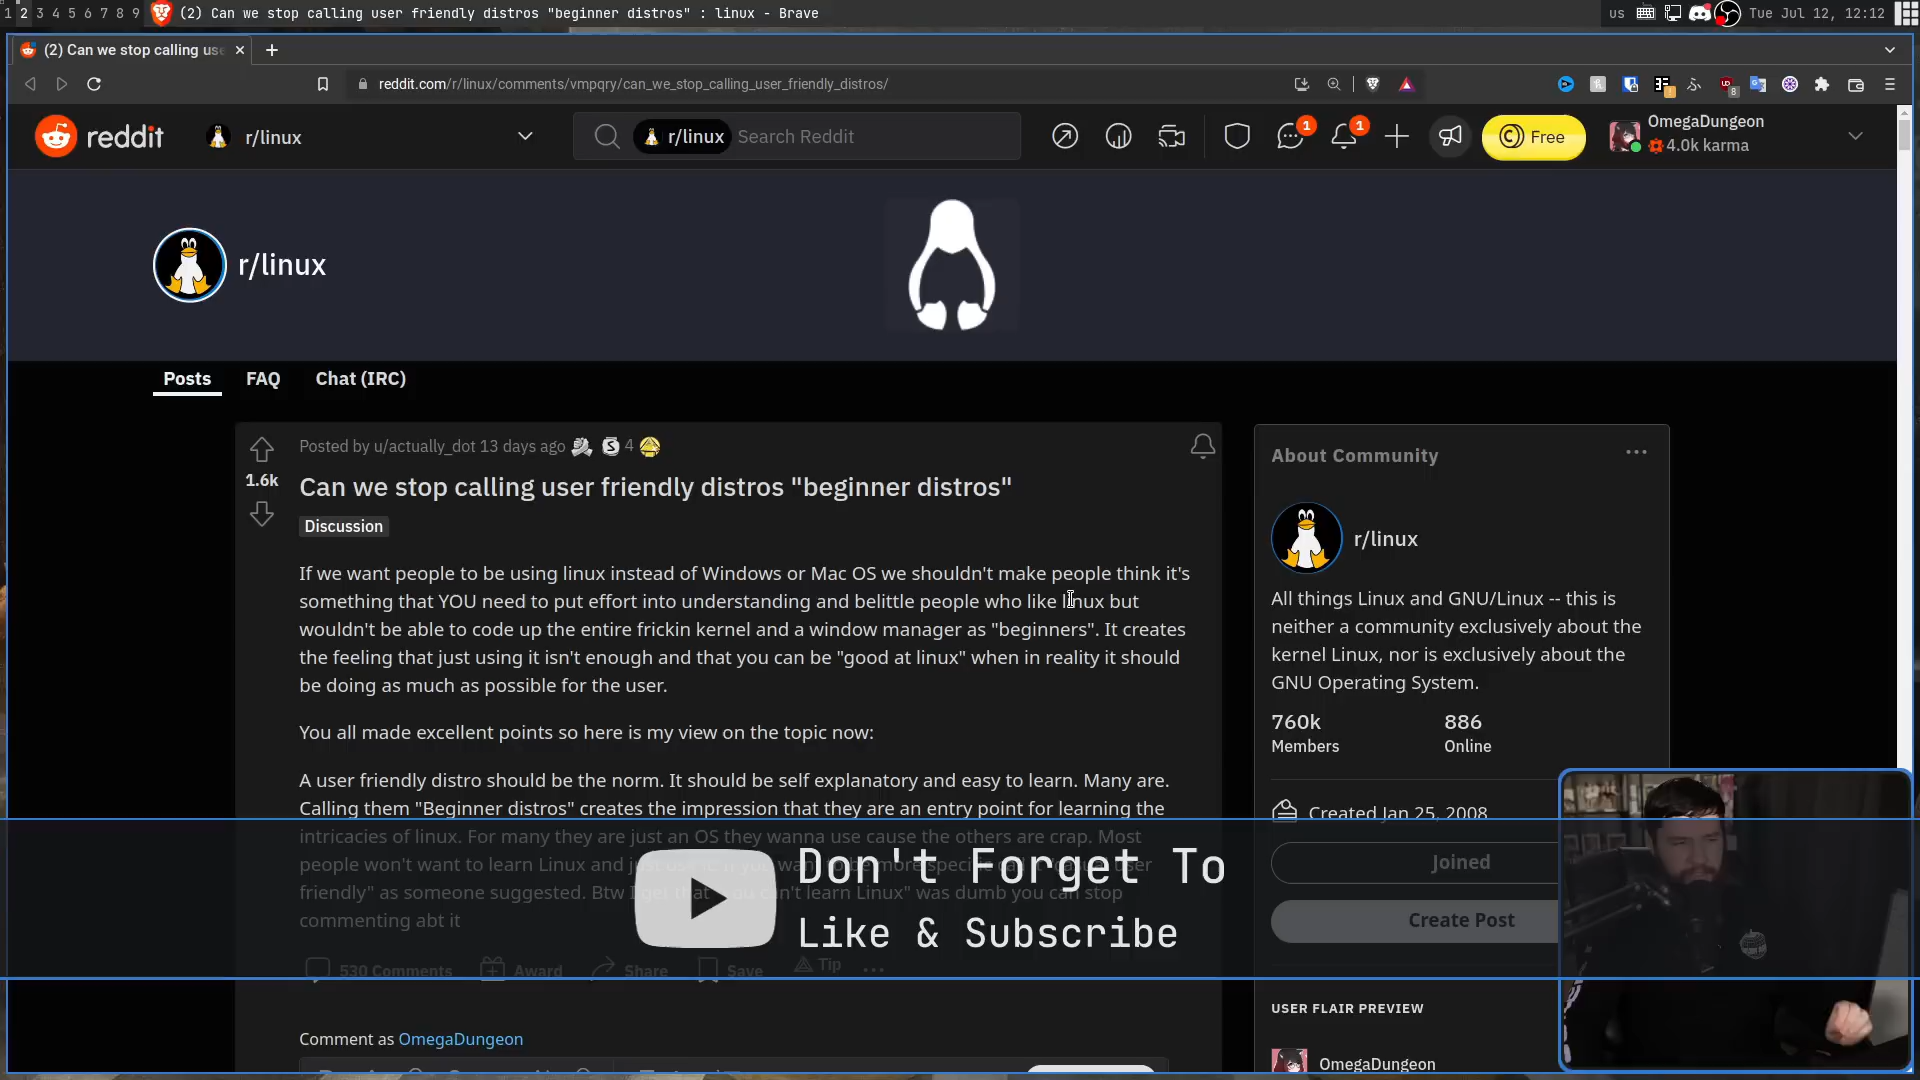 1 2 3 4 5 6 7 8 9 (2) Can we stop calling user friendly distros "beginner distros" : linux - Brave us Tue Jul 12, 12:12
(2) Can we stop calling use
reddit.com/r/linux/comments/vmpqry/can_we_stop_calling_user_friendly_distros/
reddit r/linux r/linux Search Reddit 1 1 Free OmegaDungeon
4.0k karma
r/linux
Posts FAQ Chat (IRC)
Posted by u/actually_dot 13 days ago S 4
1.6k
Can we stop calling user friendly distros "beginner distros"
Discussion
If we want people to be using linux instead of Windows or Mac OS we shouldn't make people think it's
something that YOU need to put effort into understanding and belittle people who like linux but
wouldn't be able to code up the entire frickin kernel and a window manager as "beginners". It creates
the feeling that just using it isn't enough and that you can be "good at linux" when in reality it should
be doing as much as possible for the user.
You all made excellent points so here is my view on the topic now:
A user friendly distro should be the norm. It should be self explanatory and easy to learn. Many are.
Calling them "Beginner distros" creates the impression that they are an entry point for learning the
intricacies of linux. For many they are just an OS they wanna use cause the others are crap. Most
people won't want to learn Linux and
friendly" as someone suggested. Btw I get that "you can't learn Linux" was dumb you can stop
commenting abt it
530 Comments Award Share Save Tip
Comment as OmegaDungeon
About Community
r/linux
All things Linux and GNU/Linux -- this is
neither a community exclusively about the
kernel Linux, nor is exclusively about the
GNU Operating System.
760k 886
Members Online
Created Jan 25, 2008
Joined
Create Post
USER FLAIR PREVIEW
OmegaDungeon
Don't Forget To
Like & Subscribe